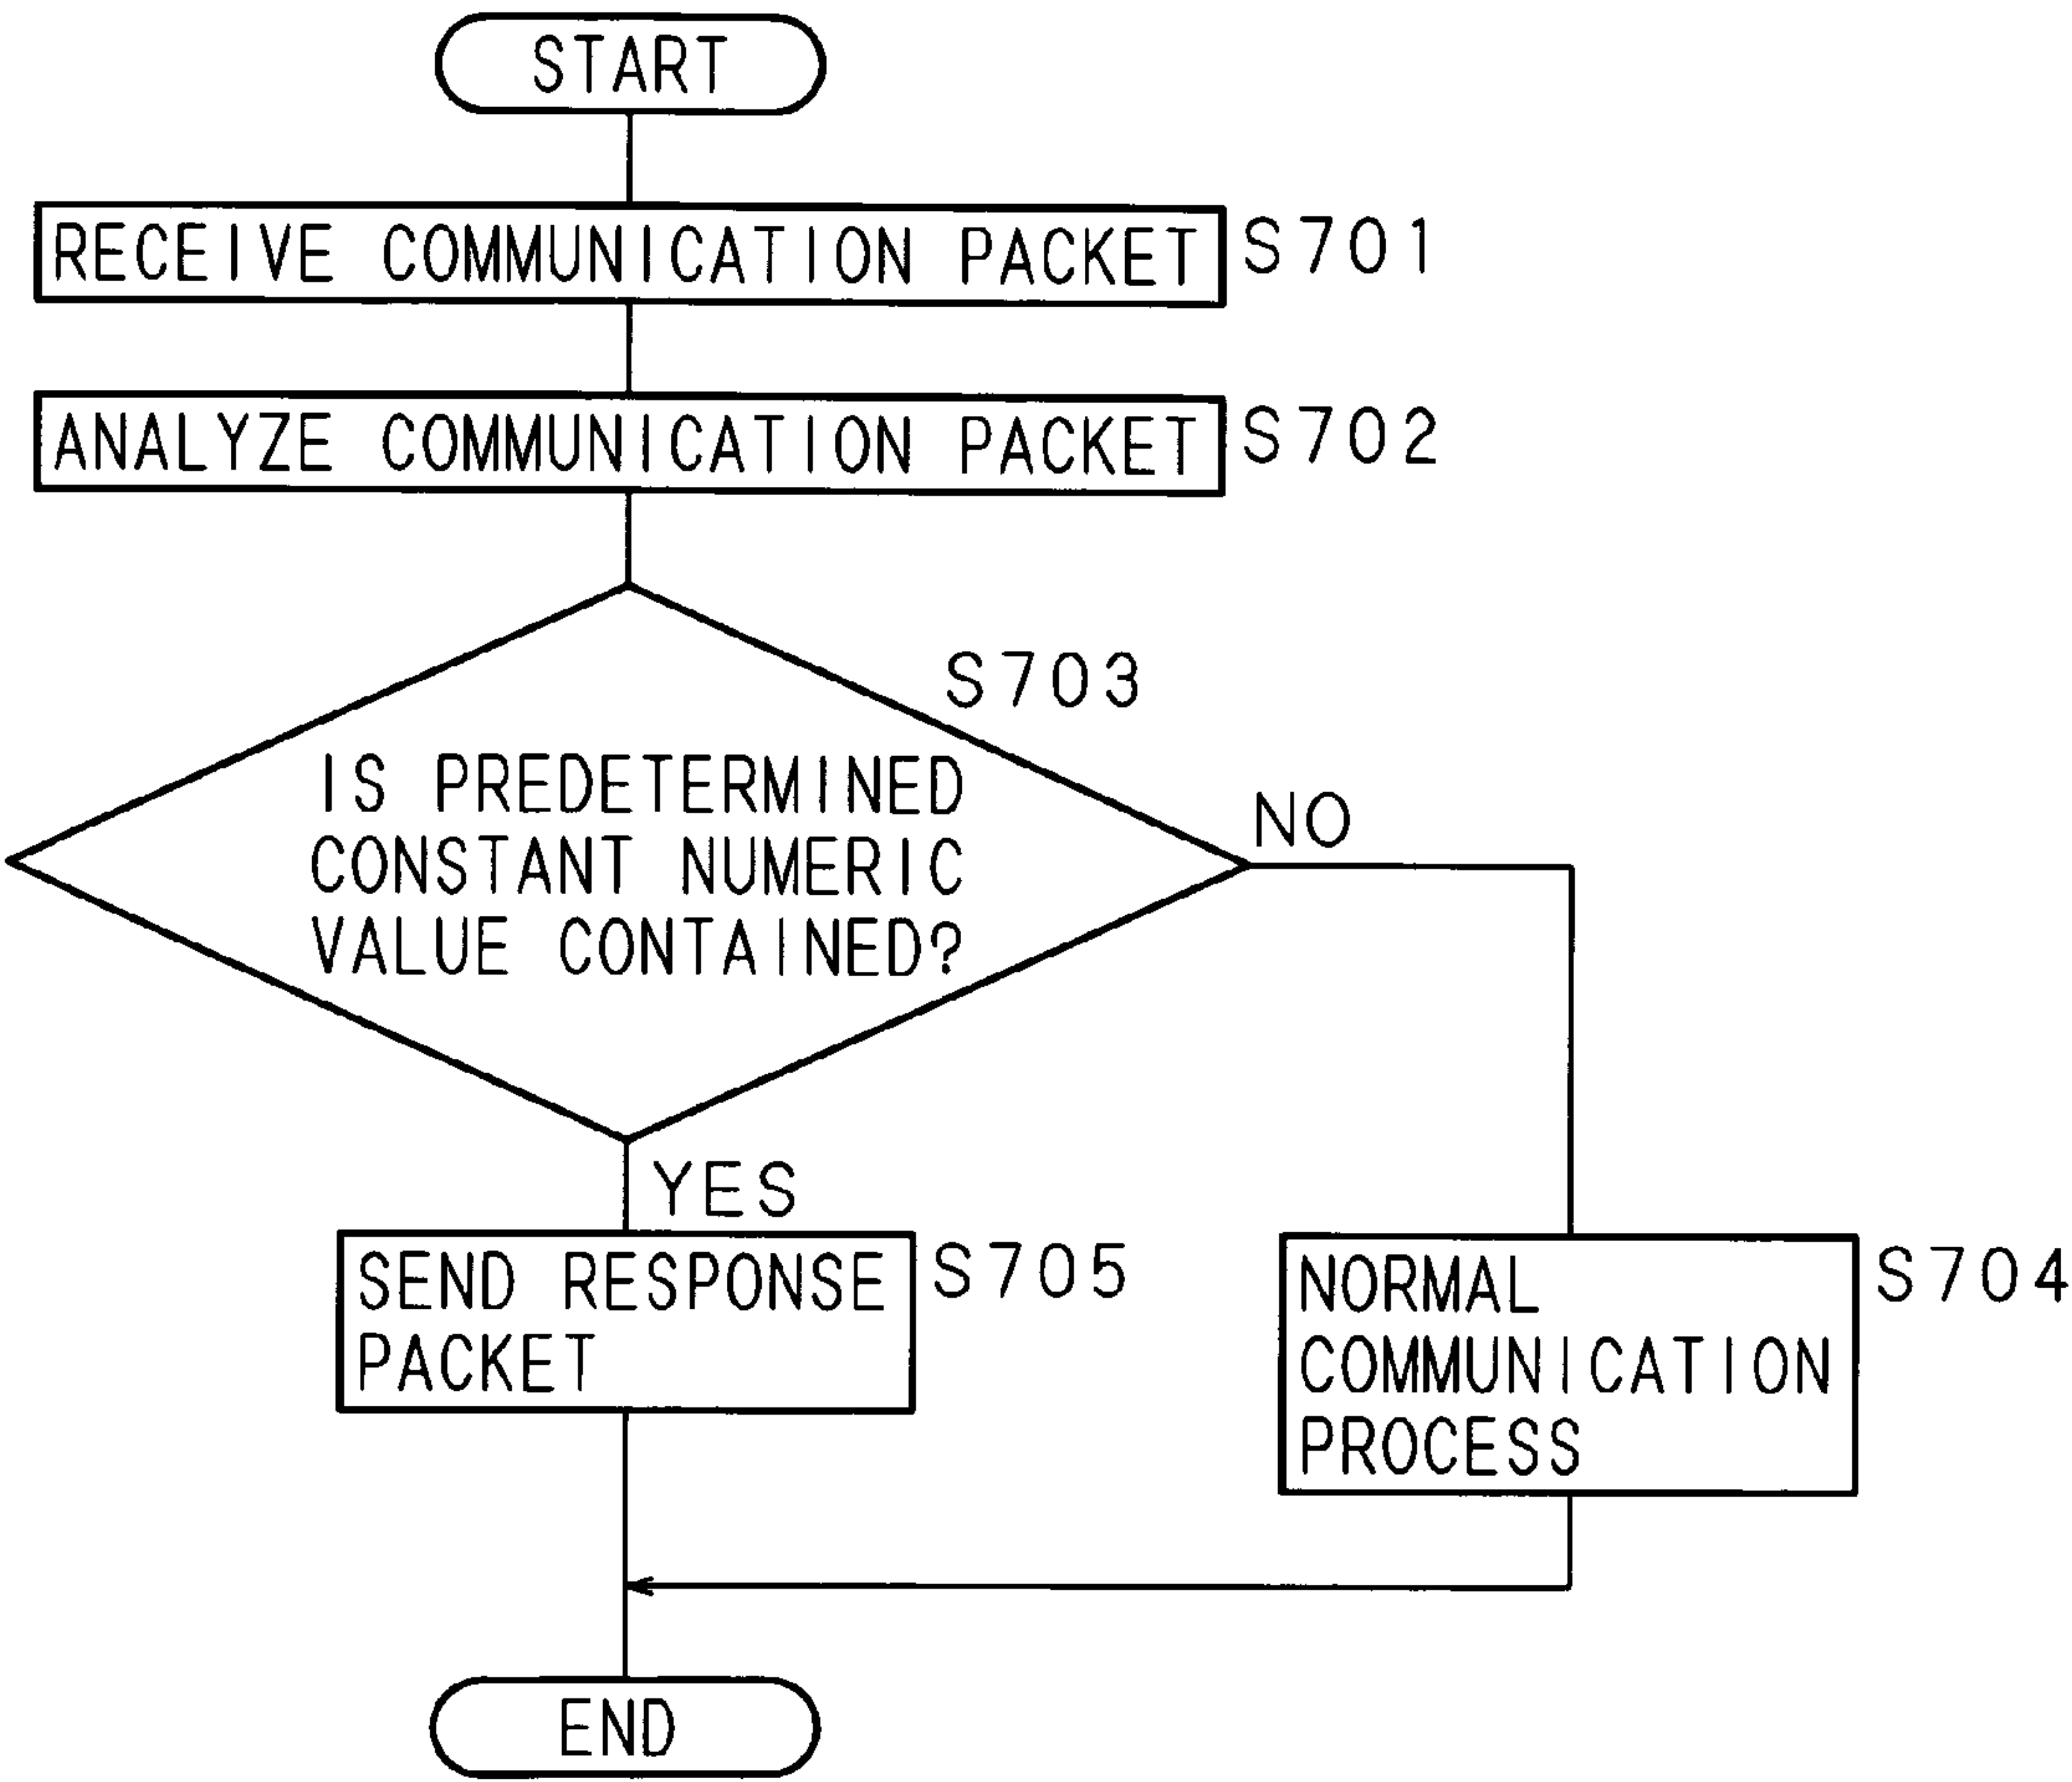 START
RECEIVE COMMUNICATION PACKET
S701
ANALYZE COMMUNICATION PACKET
S702
S703
IS PREDETERMINED
CONSTANT NUMERIC
VALUE CONTAINED?
NO
YES
SEND RESPONSE
PACKET
S705
NORMAL
COMMUNICATION
PROCESS
S704
END